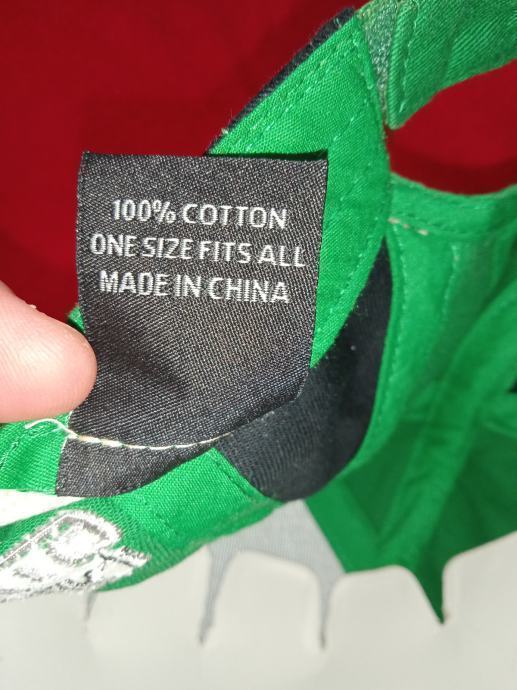 100% COTTON
ONE SIZE FITS ALL
MADE IN CHINA